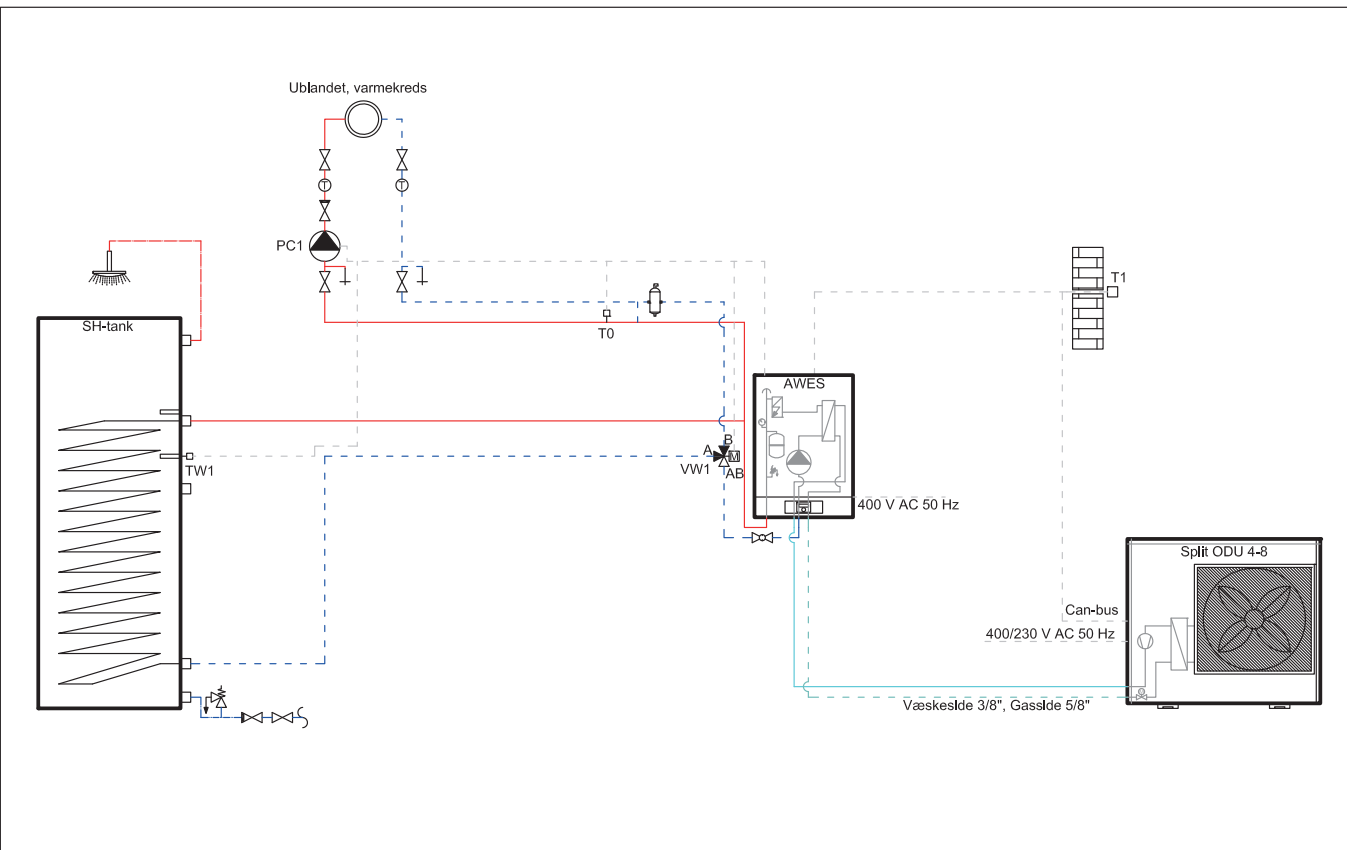 Ublandet, varmekreds
T
T
PC1
T1
SH-tank
T0
AWES
B
A
M
VW1
AB
TW1
400 V AC 50 Hz
Split ODU 4-8
Can-bus
400/230 V AC 50 Hz
Væskeside 3/8", Gasside 5/8"